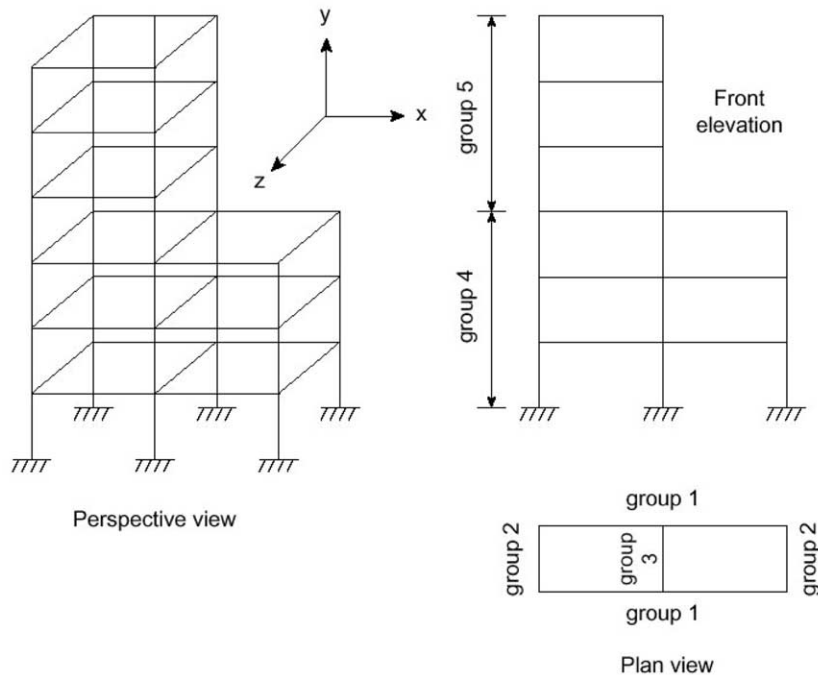 y
x
z
Perspective view
group 5
group 4
Front
elevation
group 1
group 2
group
3
group 2
group 1
Plan view